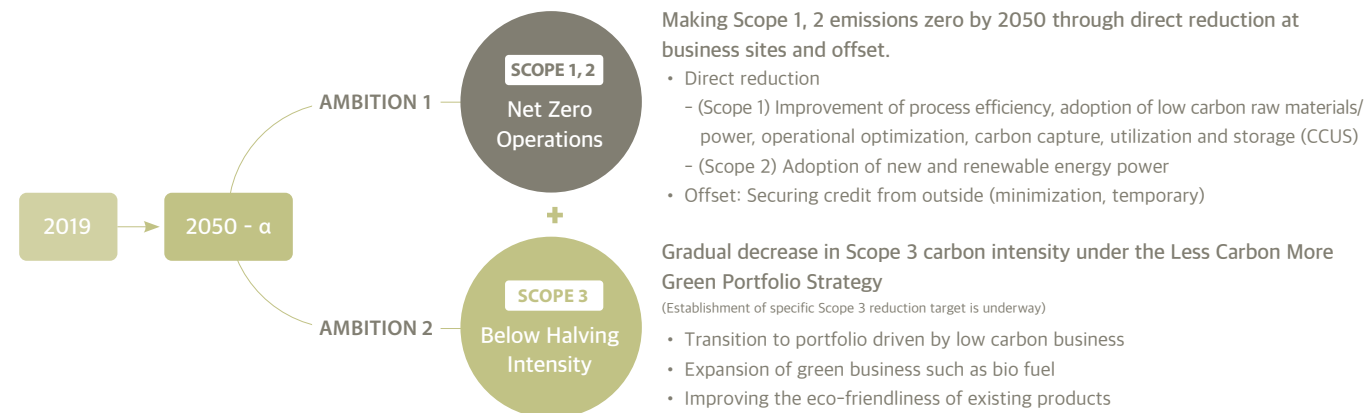 2019
2050 - α
AMBITION 1
SCOPE 1, 2
Net Zero
Operations
Making Scope 1, 2 emissions zero by 2050 through direct reduction at
business sites and offset.
• Direct reduction
- (Scope 1) Improvement of process efficiency, adoption of low carbon raw materials/
power, operational optimization, carbon capture, utilization and storage (CCUS)
- (Scope 2) Adoption of new and renewable energy power
• Offset: Securing credit from outside (minimization, temporary)
+
AMBITION 2
SCOPE 3
Below Halving
Intensity
Gradual decrease in Scope 3 carbon intensity under the Less Carbon More
Green Portfolio Strategy
(Establishment of specific Scope 3 reduction target is underway)
• Transition to portfolio driven by low carbon business
• Expansion of green business such as bio fuel
• Improving the eco-friendliness of existing products